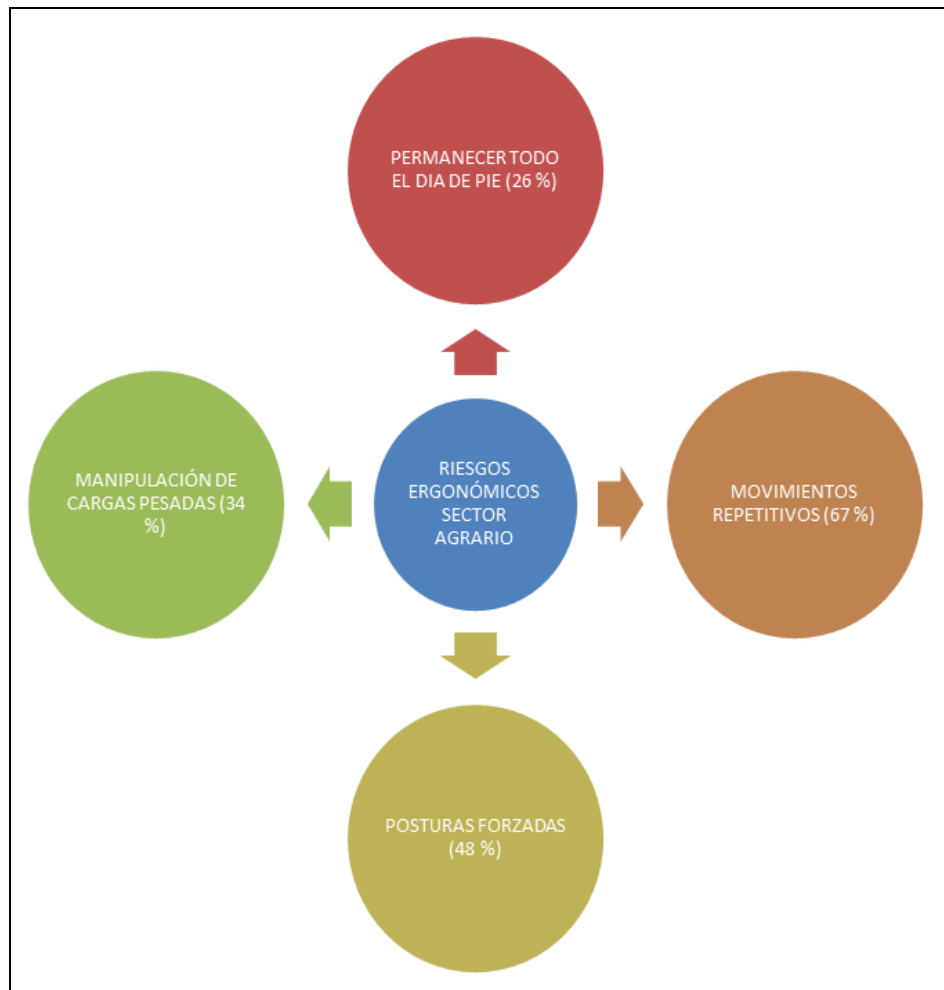 PERMANECER TODO
EL DIA DE PIE (26 %)
MANIPULACIÓN DE
CARGAS PESADAS (34
%)
RIESGOS
ERGONÓMICOS
SECTOR
AGRARIO
MOVIMIENTOS
REPETITIVOS (67 %)
POSTURAS FORZADAS
(48 %)